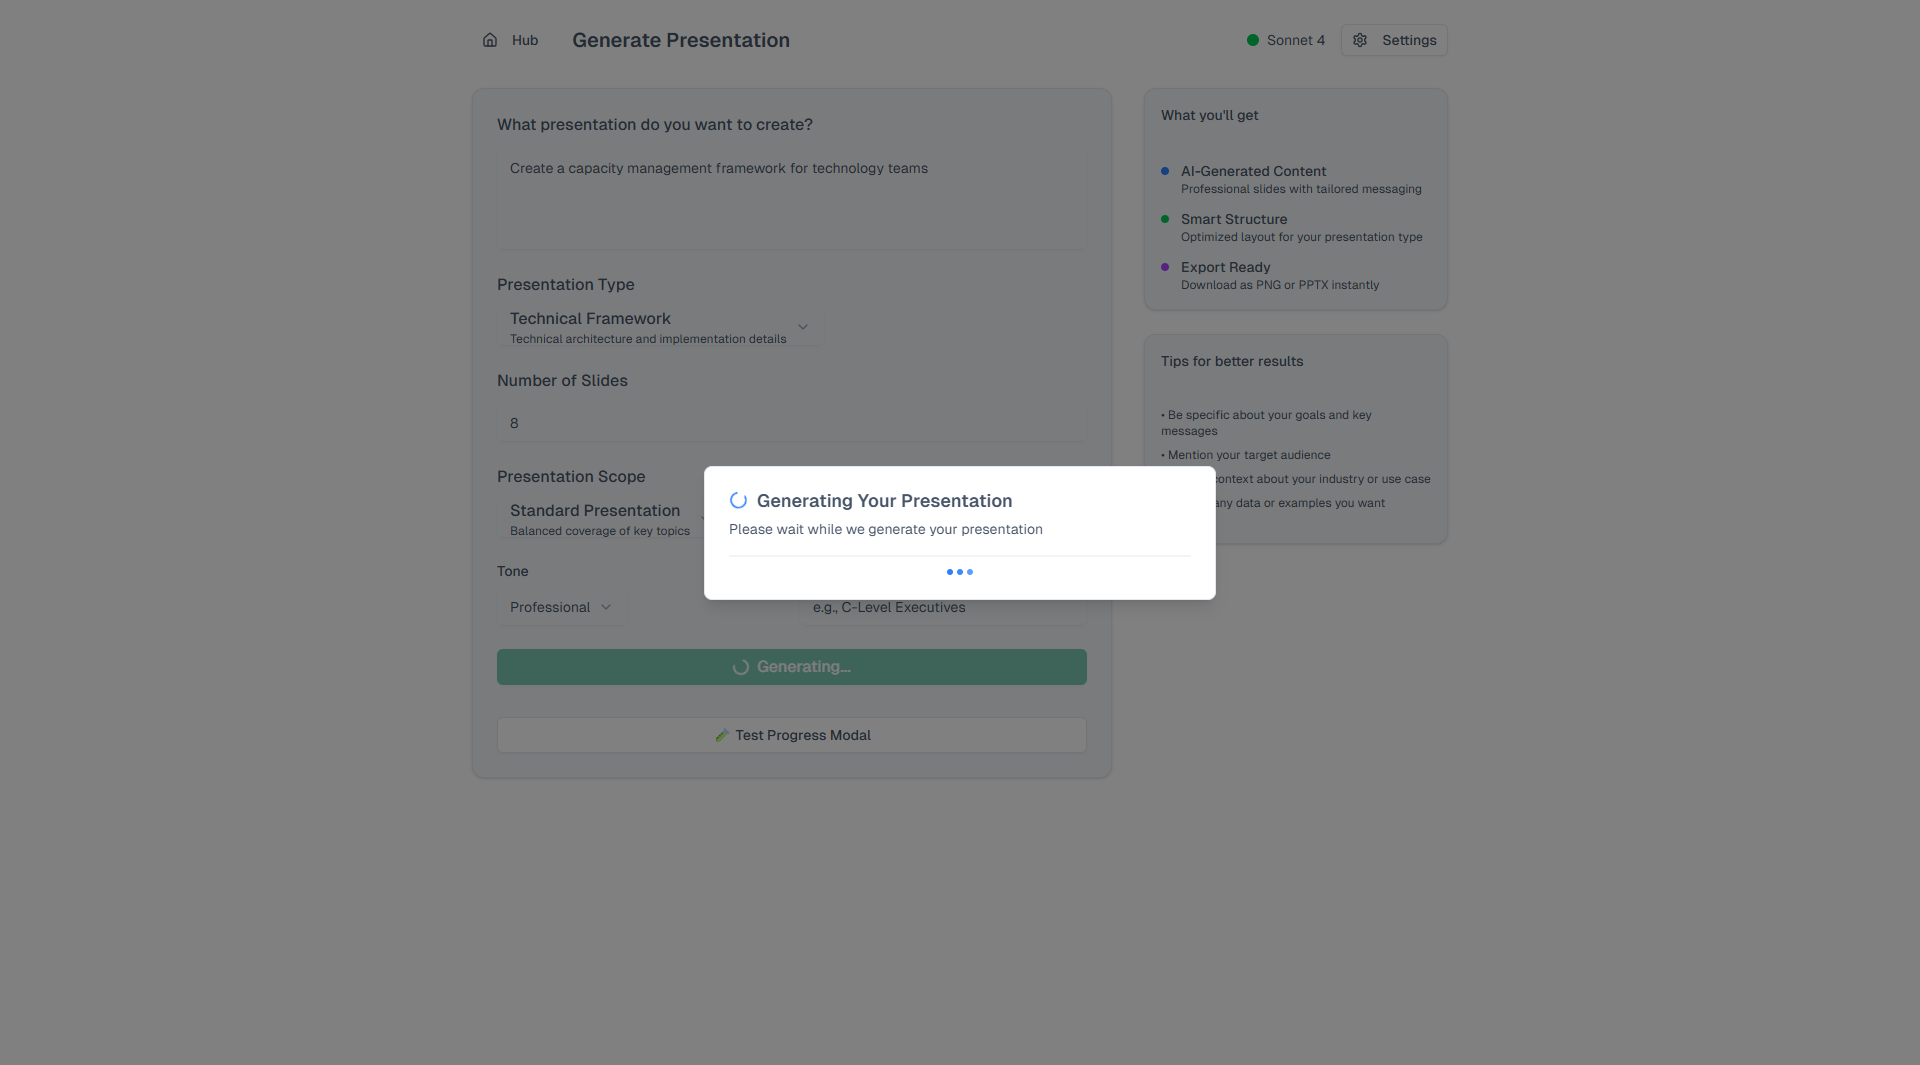 Hub
Generate Presentation
Sonnet 4
Settings
What presentation do you want to create?
Create a capacity management framework for technology teams
Presentation Type
Technical Framework
Technical architecture and implementation details
Number of Slides
8
Presentation Scope
Standard Presentation
Balanced coverage of key topics
Tone
Professional
e.g., C-Level Executives
Generating...
Test Progress Modal
What you'll get
AI-Generated Content
Professional slides with tailored messaging
Smart Structure
Optimized layout for your presentation type
Export Ready
Download as PNG or PPTX instantly
Tips for better results
• Be specific about your goals and key
messages
• Mention your target audience
context about your industry or use case
any data or examples you want
Generating Your Presentation
Please wait while we generate your presentation